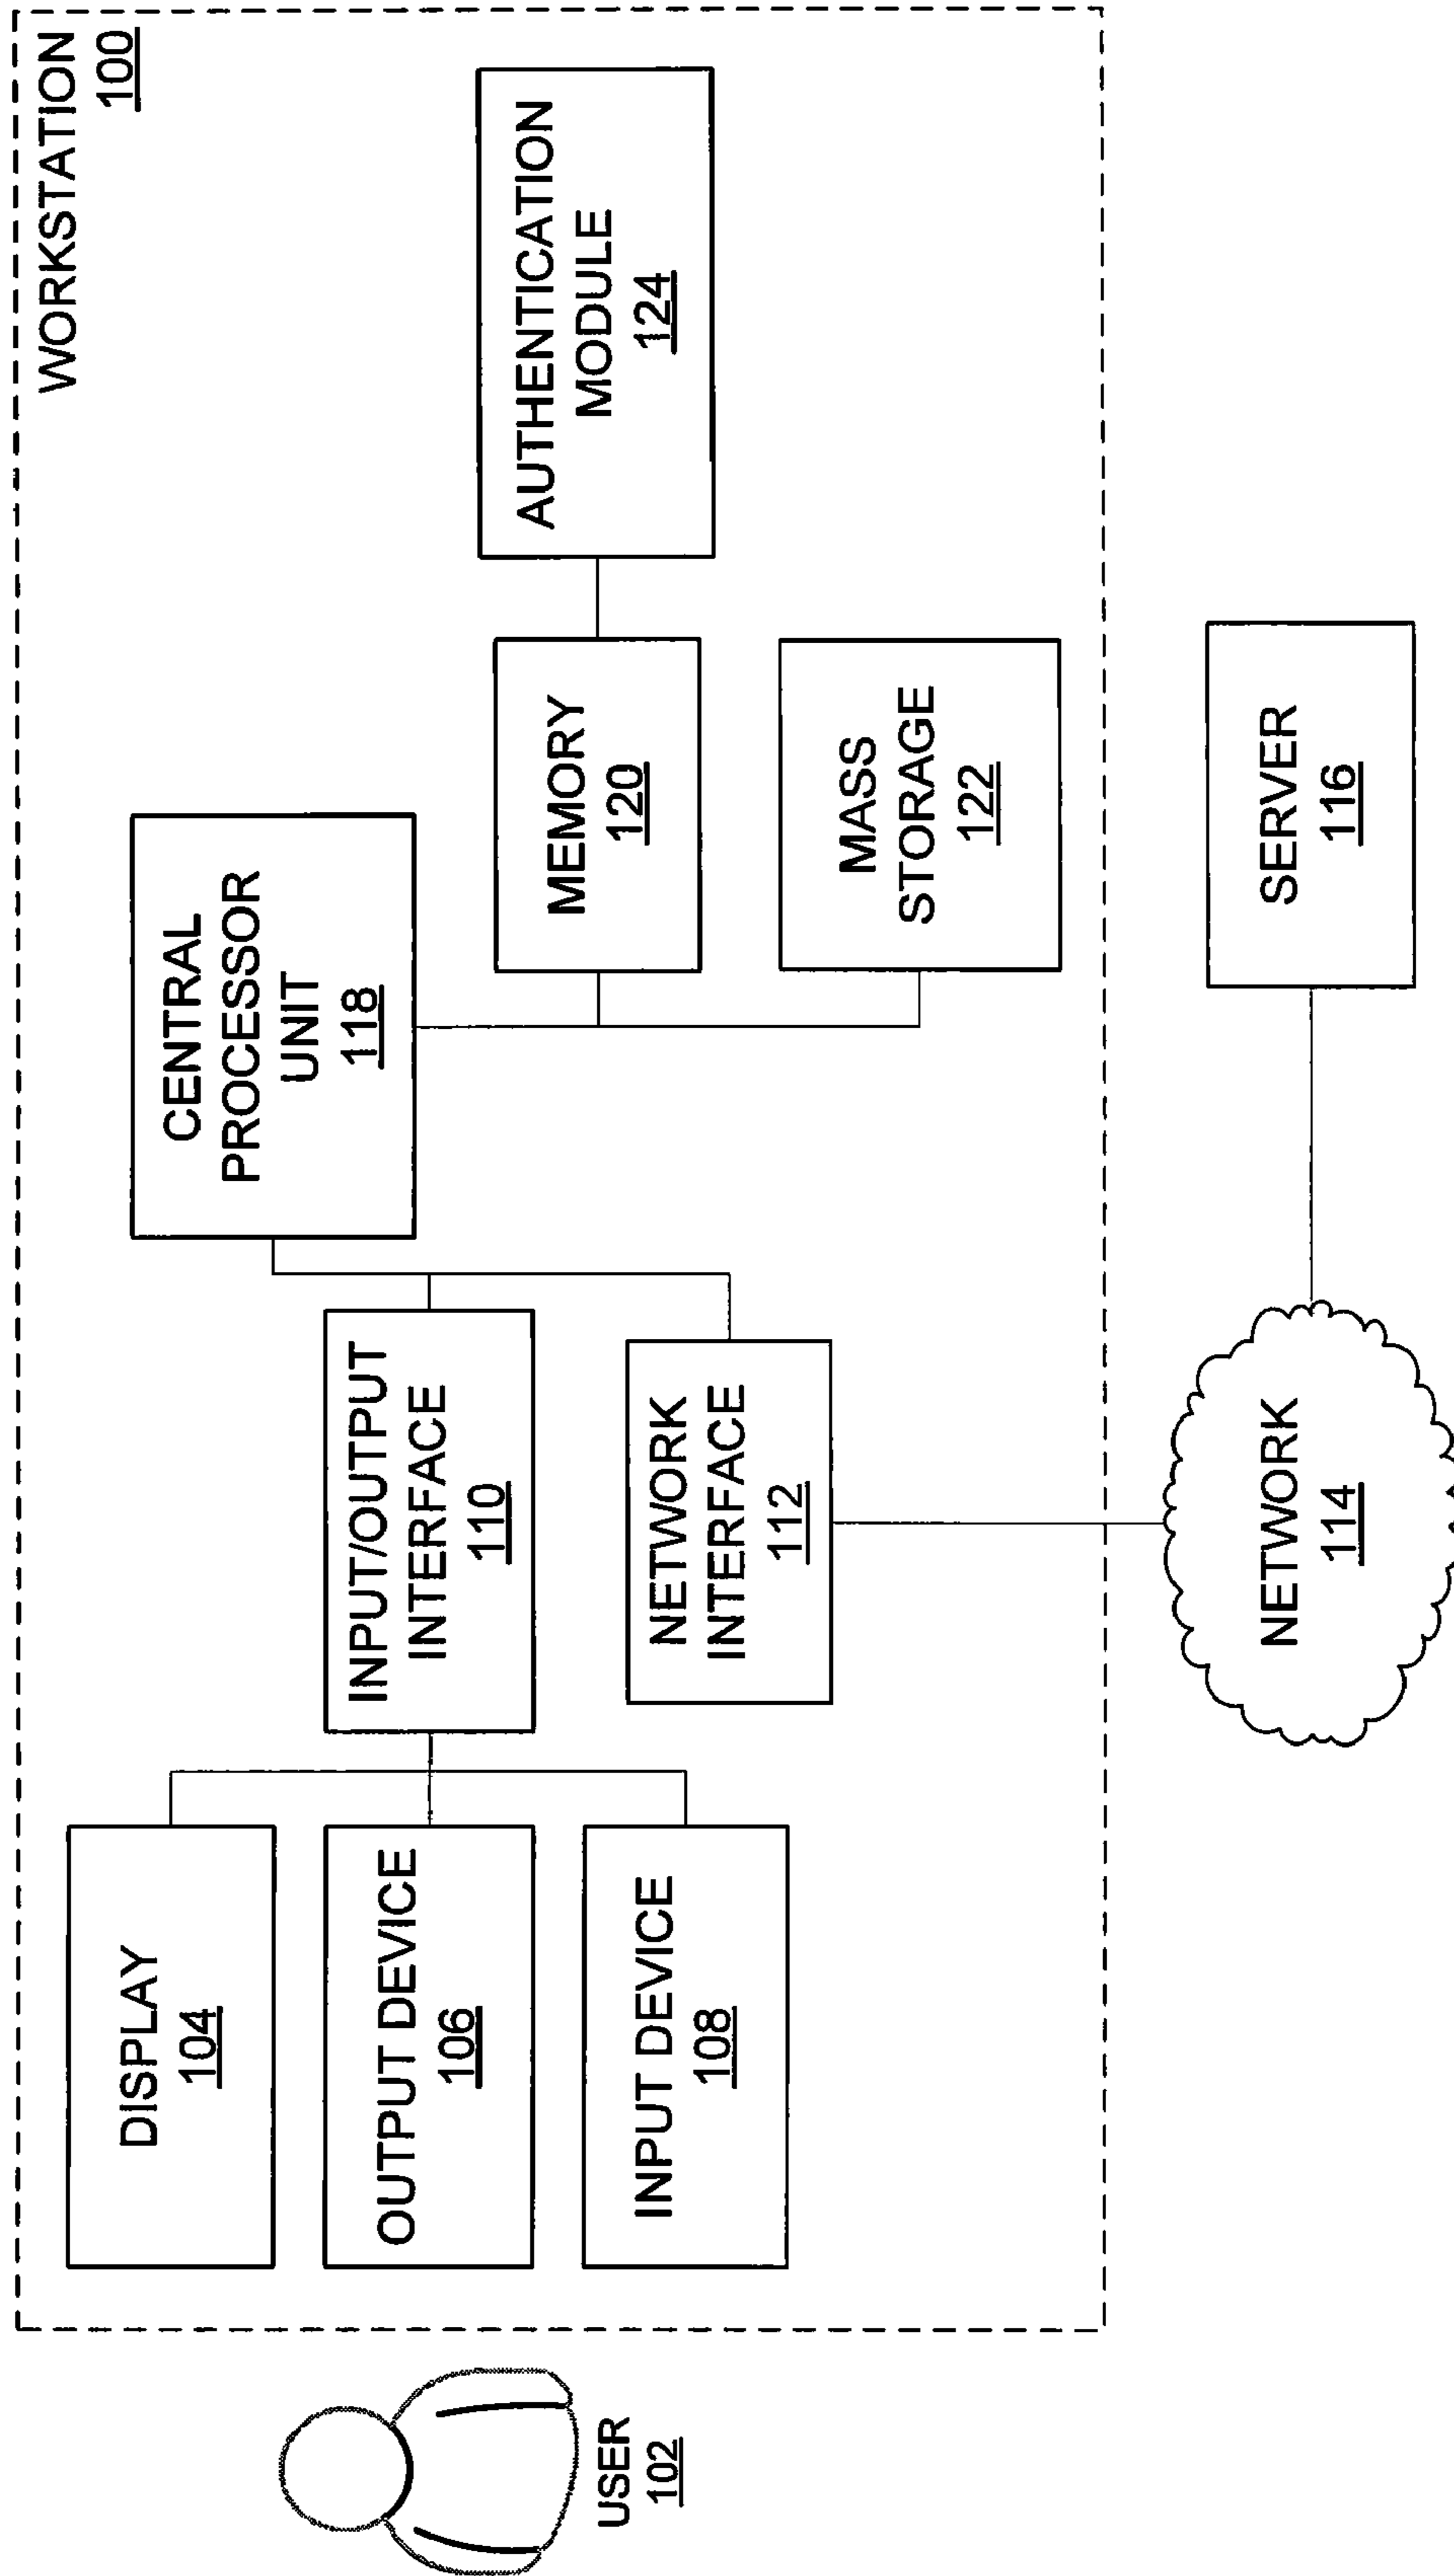 WORKSTATION
100
USER
102
DISPLAY
104
OUTPUT DEVICE
106
INPUT DEVICE
108
INPUT/OUTPUT
INTERFACE
110
NETWORK
INTERFACE
112
CENTRAL
PROCESSOR
UNIT
118
MEMORY
120
MASS
STORAGE
122
AUTHENTICATION
MODULE
124
NETWORK
114
SERVER
116